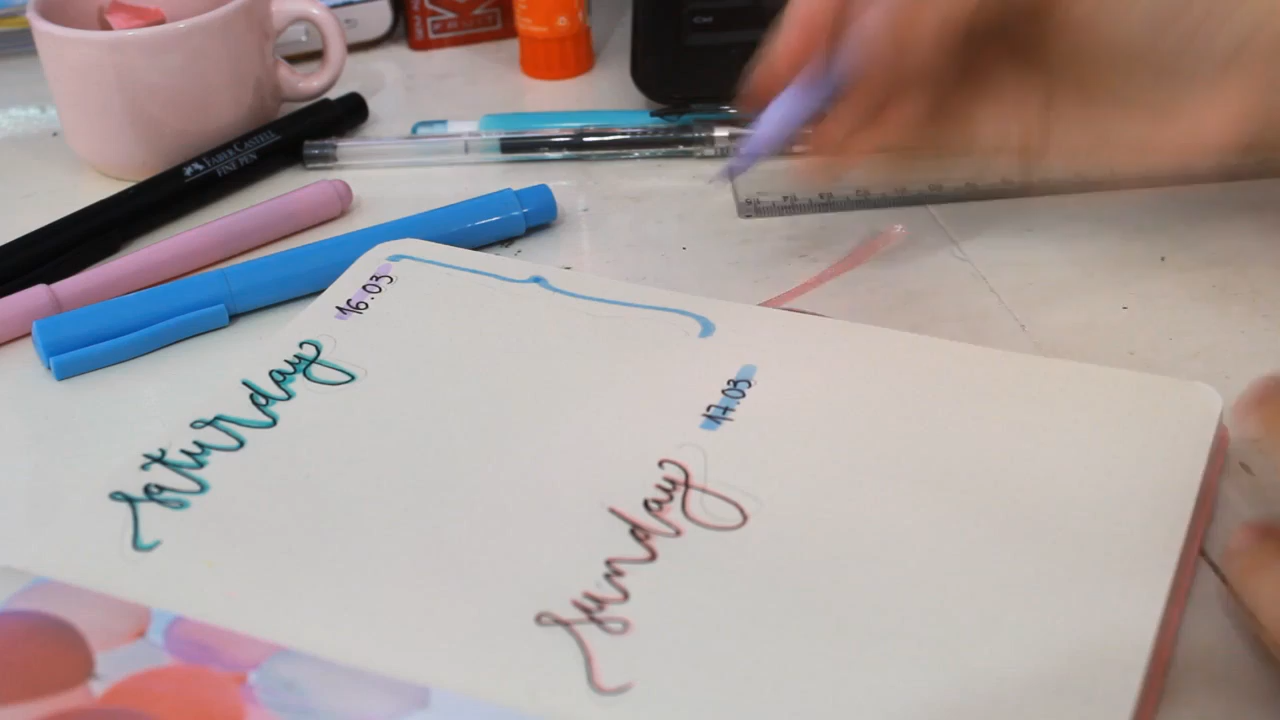 FABER-CASTELL
FINE PEN
16.03
saturday
17.03
sunday